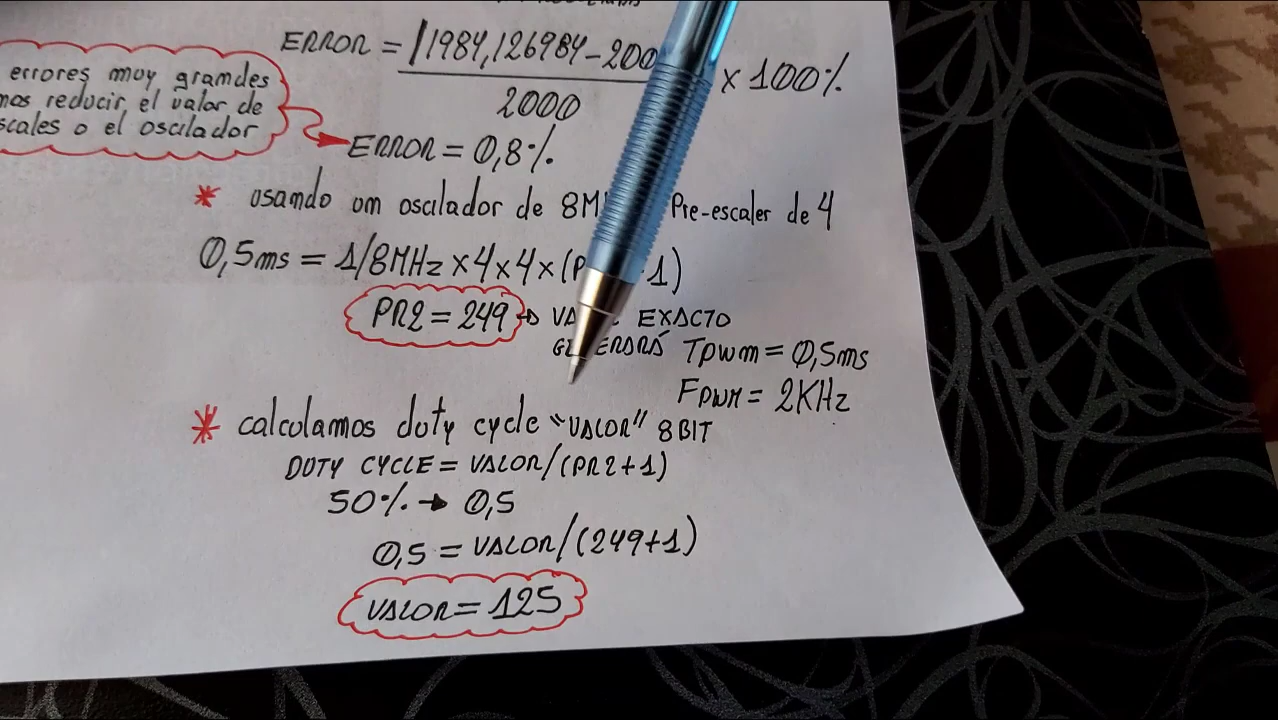 ERROR = |1984,126984-200
2000
x 100%
errores muy grandes
mos reducir el valor de
scales o el oscilador
ERROR = 0,8%
* usando un oscilador de 8M Pre-escaler de 4
0,5ms = 1/8MHz x 4 x 4 x (P 1)
PR2 = 249 → EXACTO
Tpwm = 0,5ms
Fpwm = 2KHz
* calculamos duty cycle "VALOR" 8 BIT
DUTY CYCLE = VALOR/(PR2+1)
50% → 0,5
0,5 = VALOR/(249+1)
VALOR = 125